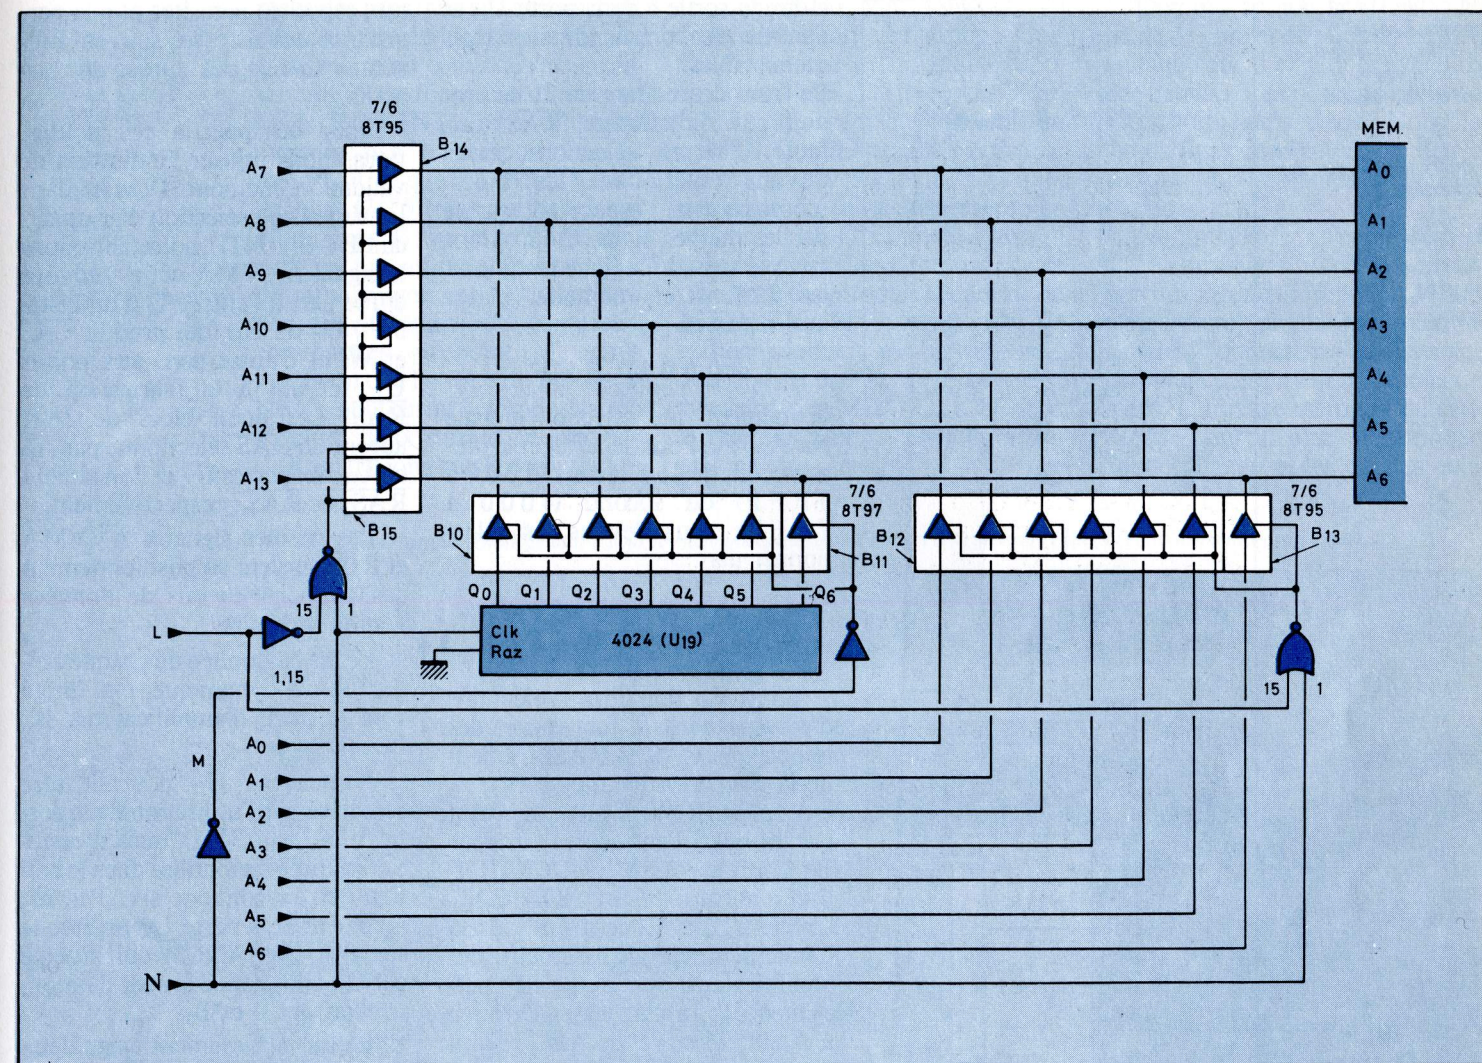 7/6
8T95
B14
MEM.
A7
A0
A8
A1
A9
A2
A10
A3
A11
A4
A12
A5
A13
A6
B15
7/6
8T97
7/6
8T95
B10
B11
B12
B13
Q0 Q1 Q2 Q3 Q4 Q5 Q6
15 1
L
Clk
Raz
4024 (U19)
1,15
15 1
A0
M
A1
A2
A3
A4
A5
A6
N